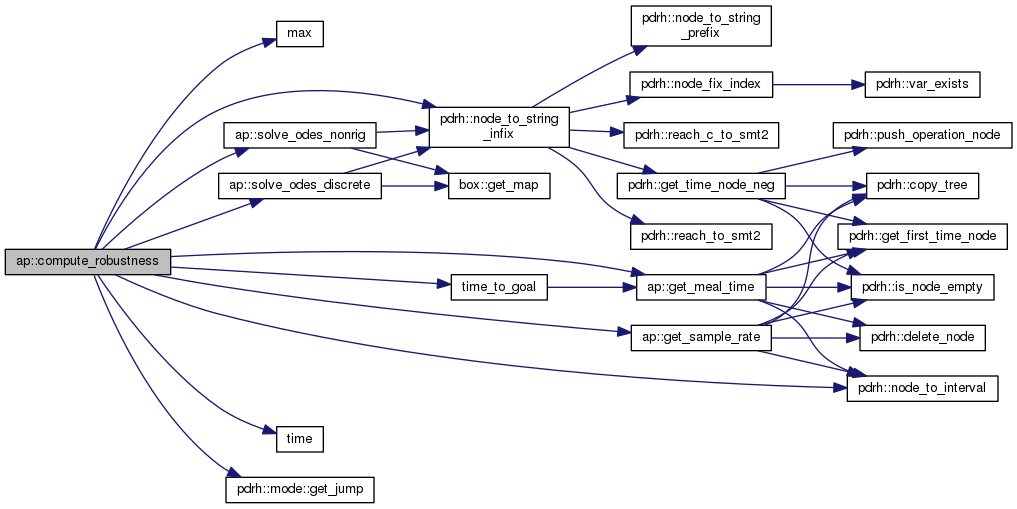 ap::compute_robustness
max
ap::solve_odes_nonrig
ap::solve_odes_discrete
time_to_goal
time
pdrh::mode::get_jump
pdrh::node_to_string
_infix
box::get_map
pdrh::node_to_string
_prefix
pdrh::node_fix_index
pdrh::reach_c_to_smt2
pdrh::get_time_node_neg
pdrh::reach_to_smt2
ap::get_meal_time
ap::get_sample_rate
pdrh::var_exists
pdrh::push_operation_node
pdrh::copy_tree
pdrh::get_first_time_node
pdrh::is_node_empty
pdrh::delete_node
pdrh::node_to_interval